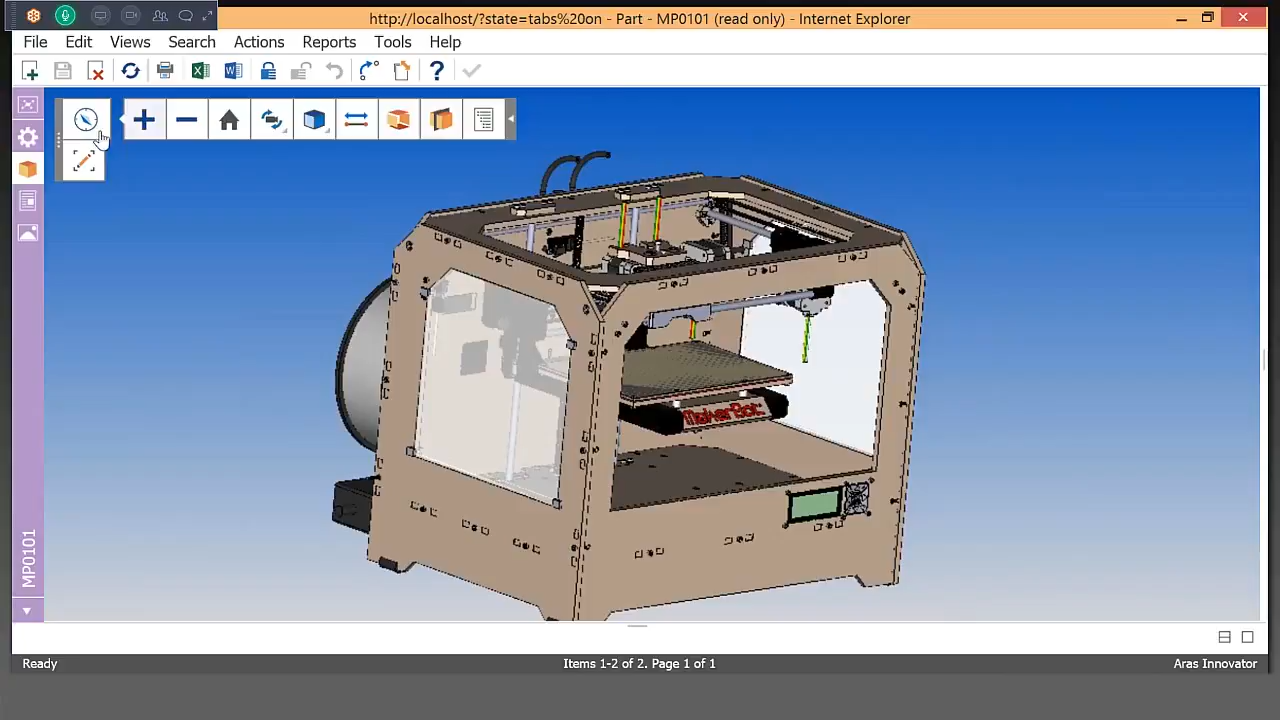 http://localhost/?state=tabs%20on - Part - MP0101 (read only) - Internet Explorer
File Edit Views Search Actions Reports Tools Help
MakerBot
MP0101
Ready Items 1-2 of 2. Page 1 of 1 Aras Innovator